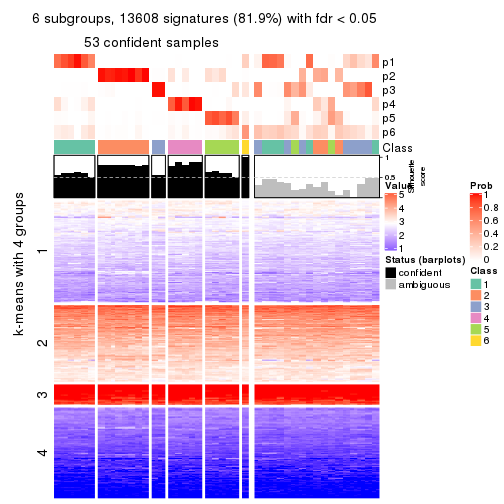 6 subgroups, 13608 signatures (81.9%) with fdr < 0.05
53 confident samples
p1
p2
p3
p4
p5
p6
Class
1
0.5
0
Silhouette
score
k-means with 4 groups
1
2
3
4
Value
5
4
3
2
1
Status (barplots)
confident
ambiguous
Prob
1
0.8
0.6
0.4
0.2
0
Class
1
2
3
4
5
6